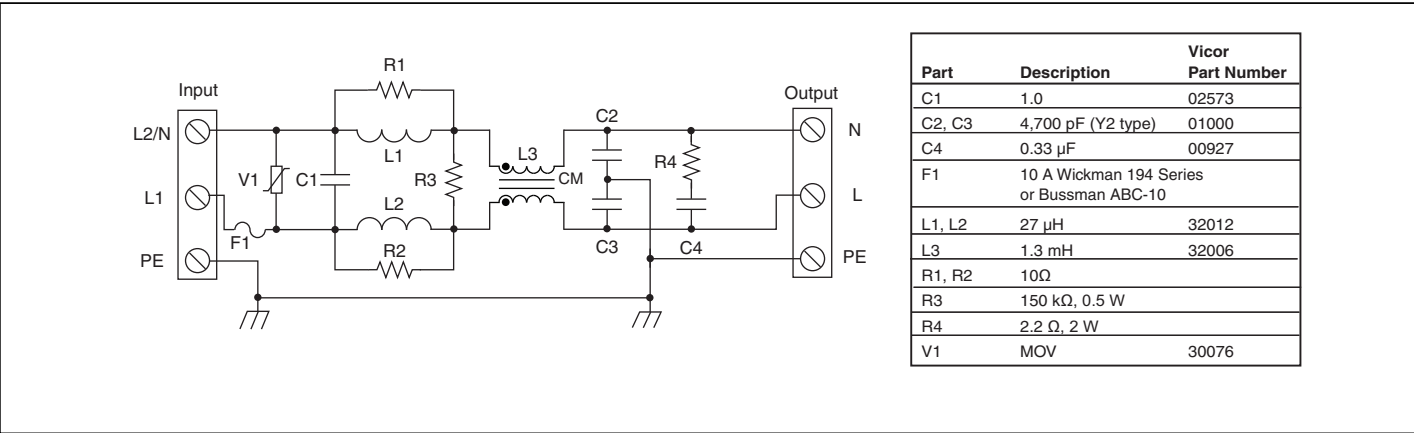 Input
L2/N
L1
PE
F1
V1
C1
R1
L1
R3
L2
R2
L3
CM
C2
R4
C3
C4
Output
N
L
PE
Part Description Vicor Part Number
C1 1.0 02573
C2, C3 4,700 pF (Y2 type) 01000
C4 0.33 µF 00927
F1 10 A Wickman 194 Series
or Bussman ABC-10
L1, L2 27 µH 32012
L3 1.3 mH 32006
R1, R2 10Ω
R3 150 kΩ, 0.5 W
R4 2.2 Ω, 2 W
V1 MOV 30076